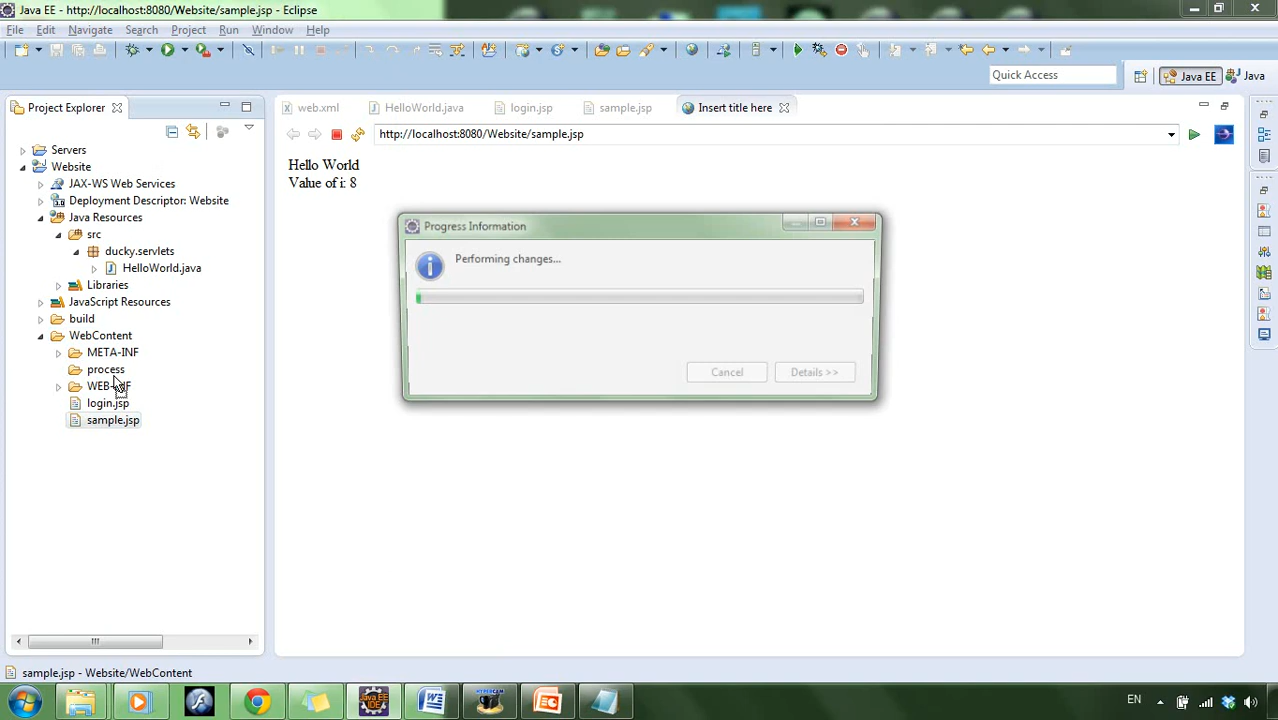 Java EE - http://localhost:8080/Website/sample.jsp - Eclipse
File Edit Navigate Search Project Run Window Help
Quick Access
Java EE
Java
Project Explorer
web.xml
HelloWorld.java
login.jsp
sample.jsp
Insert title here
http://localhost:8080/Website/sample.jsp
Servers
Website
JAX-WS Web Services
Deployment Descriptor: Website
Java Resources
src
ducky.servlets
HelloWorld.java
Libraries
JavaScript Resources
build
WebContent
META-INF
process
WEB-INF
login.jsp
sample.jsp
Hello World
Value of i: 8
Progress Information
Performing changes...
Cancel
Details >>
sample.jsp - Website/WebContent
Java EE
IDE
HYPERCAM
EN